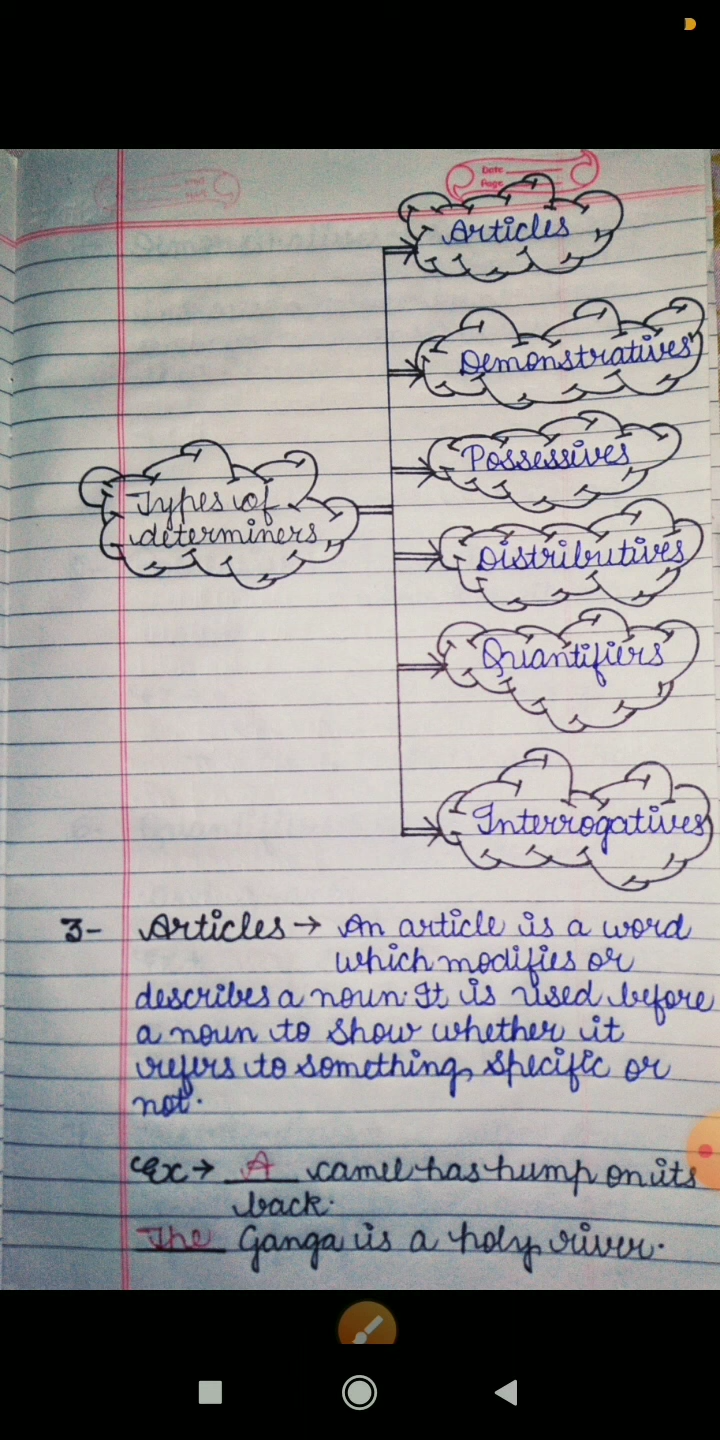 Date
Page
Articles
Demonstratives
Possessives
Types of
determiners
Distributives
Quantifiers
Interrogatives
3- Articles → An article is a word
which modifies or
describes a noun. It is used before
a noun to show whether it
refers to something specific or
not.
Ex → A camel has hump on its
back.
The Ganga is a holy river.